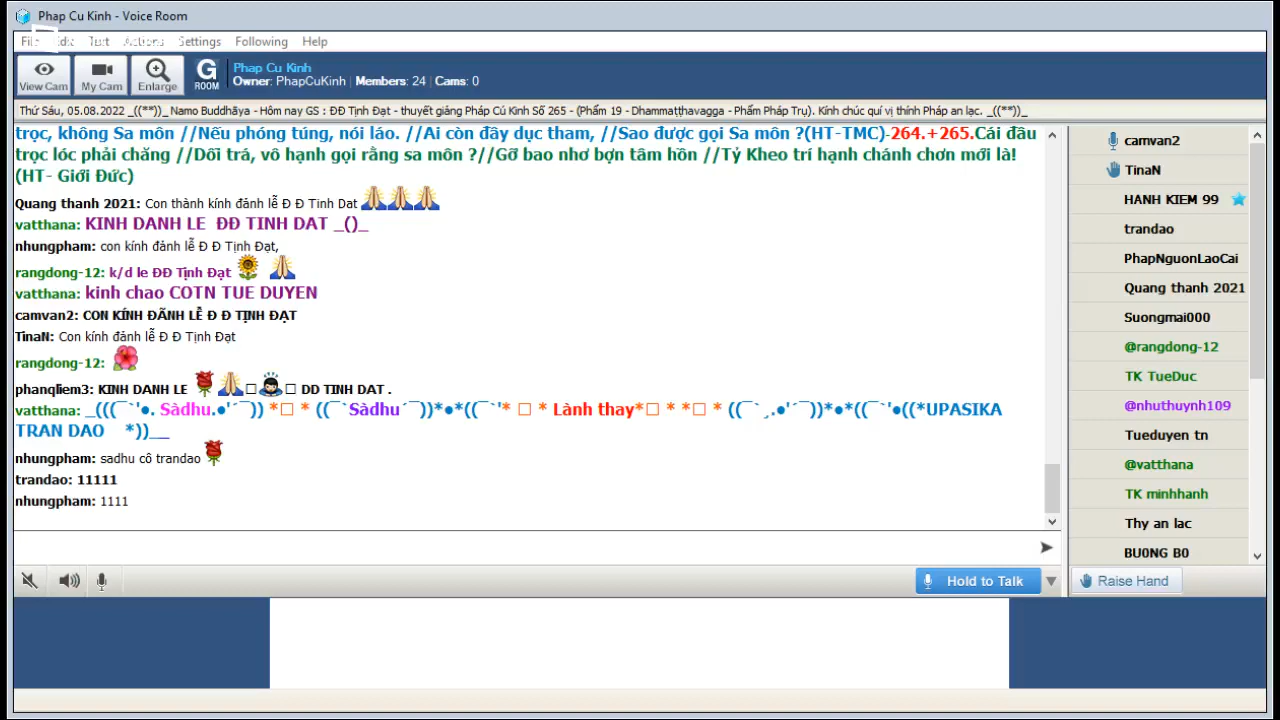 Phap Cu Kinh - Voice Room
Settings Following Help
View Cam My Cam Enlarge G ROOM Phap Cu Kinh
Owner: PhapCuKinh | Members: 24 | Cams: 0
Thứ Sáu, 05.08.2022 _((**))_ Namo Buddhāya - Hôm nay GS : ĐĐ Tịnh Đạt - thuyết giảng Pháp Cú Kinh Số 265 - (Phẩm 19 - Dhammaṭṭhavagga - Phẩm Pháp Trụ). Kính chúc quí vị thính Pháp an lạc. _((**))_
trọc, không Sa môn //Nếu phóng túng, nói láo. //Ai còn đầy dục tham, //Sao được gọi Sa môn ?(HT-TMC)-264.+265.Cái đầu
trọc lóc phải chăng //Dối trá, vô hạnh gọi rằng sa môn ?//Gỡ bao nhơ bợn tâm hồn //Tỷ Kheo trí hạnh chánh chơn mới là!
(HT- Giới Đức)
Quang thanh 2021: Con thành kính đảnh lễ Đ Đ Tinh Dat 🙏🙏🙏
vatthana: KINH DANH LE ĐĐ TINH DAT _()_
nhungpham: con kính đảnh lễ Đ Đ Tịnh Đạt,
rangdong-12: k/d le ĐĐ Tịnh Đạt 🌻 🙏
vatthana: kinh chao COTN TUE DUYEN
camvan2: CON KÍNH ĐÃNH LỄ Đ Đ TỊNH ĐẠT
TinaN: Con kính đảnh lễ Đ Đ Tịnh Đạt
rangdong-12: 🌺
phanqliem3: KINH DANH LE 🌹🙏□🙇□ DD TINH DAT .
vatthana: _(((¯`'•. Sàdhu.•'´¯)) *□ * ((¯`Sàdhu´¯))*•*((¯`'* □ * Lành thay*□ * *□ * ((¯`¸.•'´¯))*•*((¯`'•((*UPASIKA
TRAN DAO *))__
nhungpham: sadhu cô trandao 🌹
trandao: 11111
nhungpham: 1111
Hold to Talk
camvan2
TinaN
HANH KIEM 99
trandao
PhapNguonLaoCai
Quang thanh 2021
Suongmai000
@rangdong-12
TK TueDuc
@nhuthuynh109
Tueduyen tn
@vatthana
TK minhhanh
Thy an lac
BU0NG B0
Raise Hand